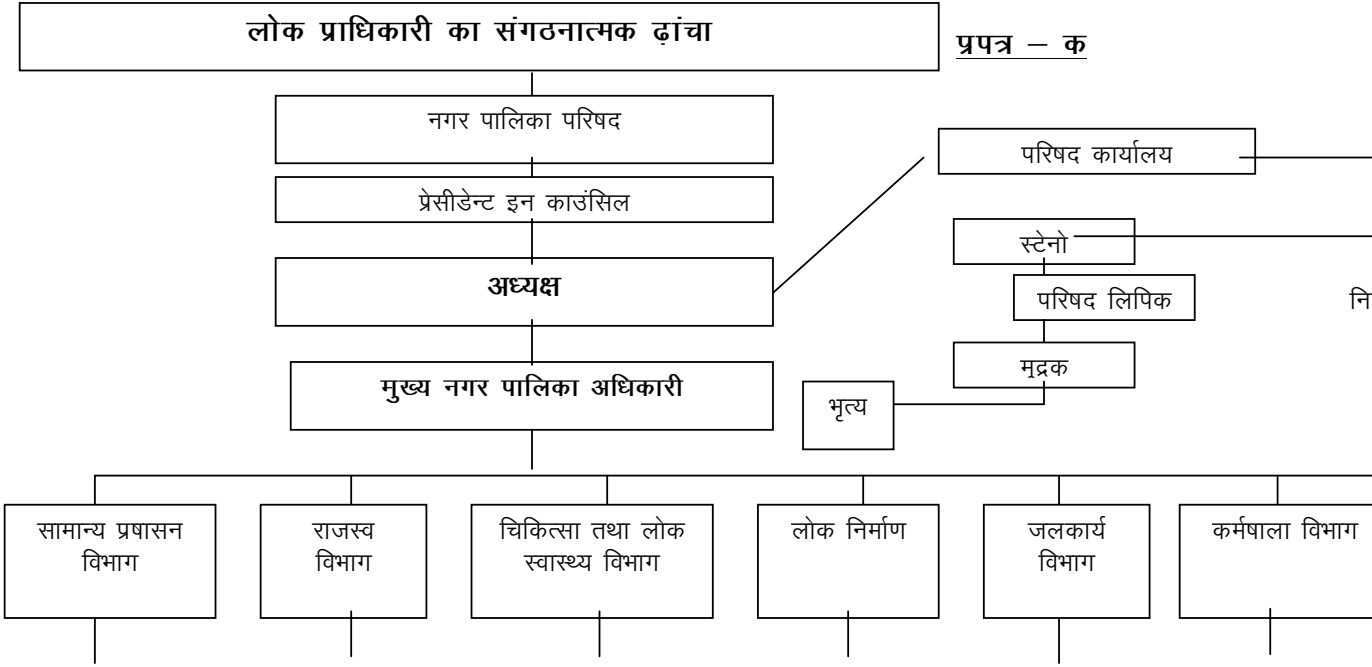 लोक प्राधिकारी का संगठनात्मक ढ़ांचा
प्रपत्र – क
नगर पालिका परिषद
परिषद कार्यालय
प्रेसीडेन्ट इन काउंसिल
स्टेनो
अध्यक्ष
परिषद लिपिक
नि
मुद्रक
मुख्य नगर पालिका अधिकारी
भृत्य
सामान्य प्रषासन
विभाग
राजस्व
विभाग
चिकित्सा तथा लोक
स्वास्थ्य विभाग
लोक निर्माण
जलकार्य
विभाग
कर्मषाला विभाग